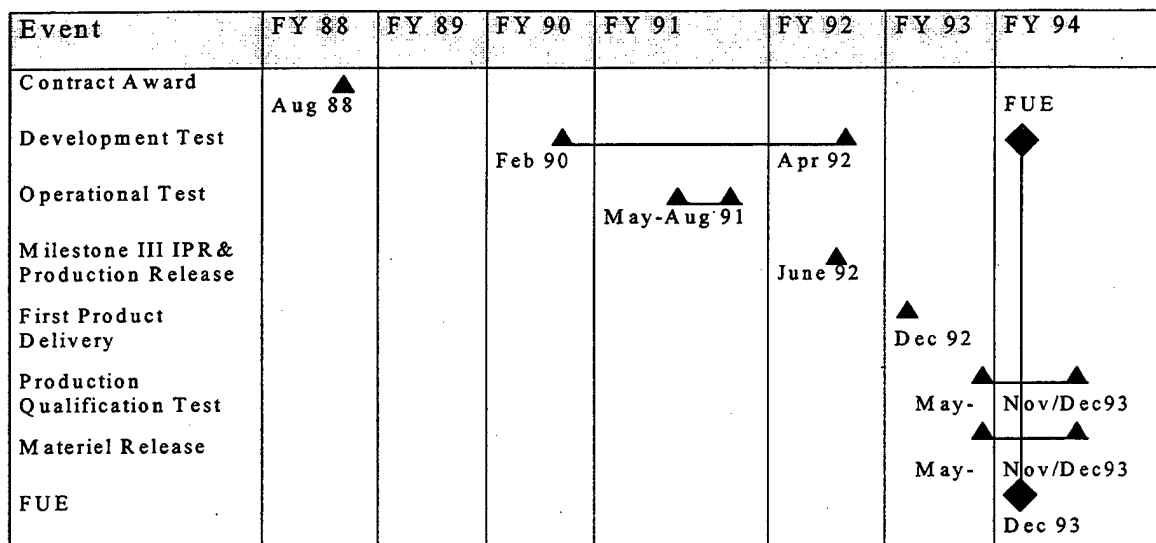 Event FY 88 FY 89 FY 90 FY 91 FY 92 FY 93 FY 94
Contract Award
Aug 88
FUE
Development Test
Feb 90 Apr 92
Operational Test
May-Aug 91
Milestone III IPR&
Production Release
June 92
First Product
Delivery
Dec 92
Production
Qualification Test
May- Nov/Dec93
Materiel Release
May- Nov/Dec93
FUE
Dec 93